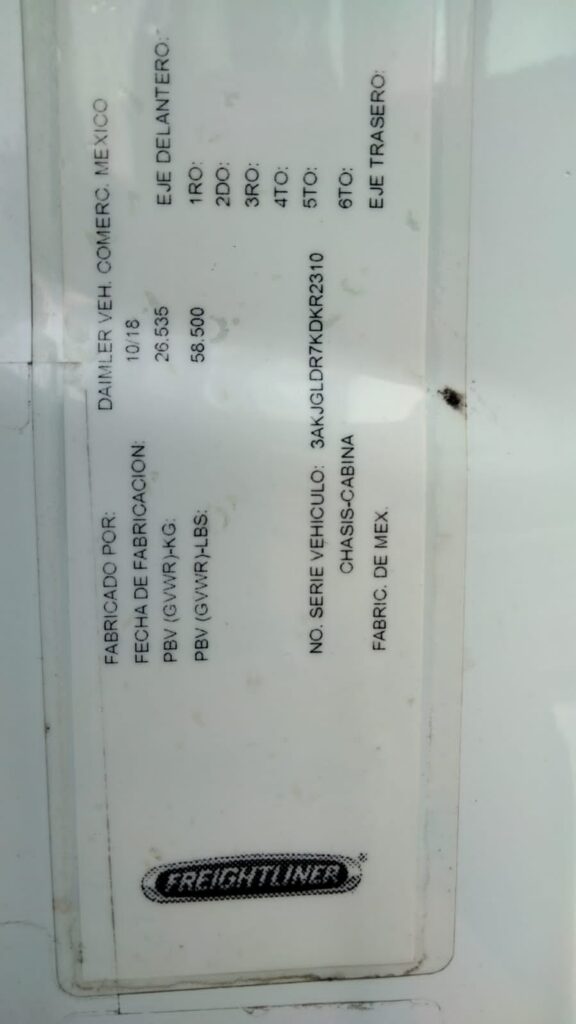 FREIGHTLINER
FABRICADO POR: DAIMLER VEH. COMERC. MEXICO
FECHA DE FABRICACION: 10/18
PBV (GVWR)-KG: 26.535 EJE DELANTERO:
PBV (GVWR)-LBS: 58.500 1RO:
2DO:
3RO:
4TO:
NO. SERIE VEHICULO: 3AKJGLDR7KDKR2310 5TO:
CHASIS-CABINA 6TO:
FABRIC. DE MEX. EJE TRASERO: